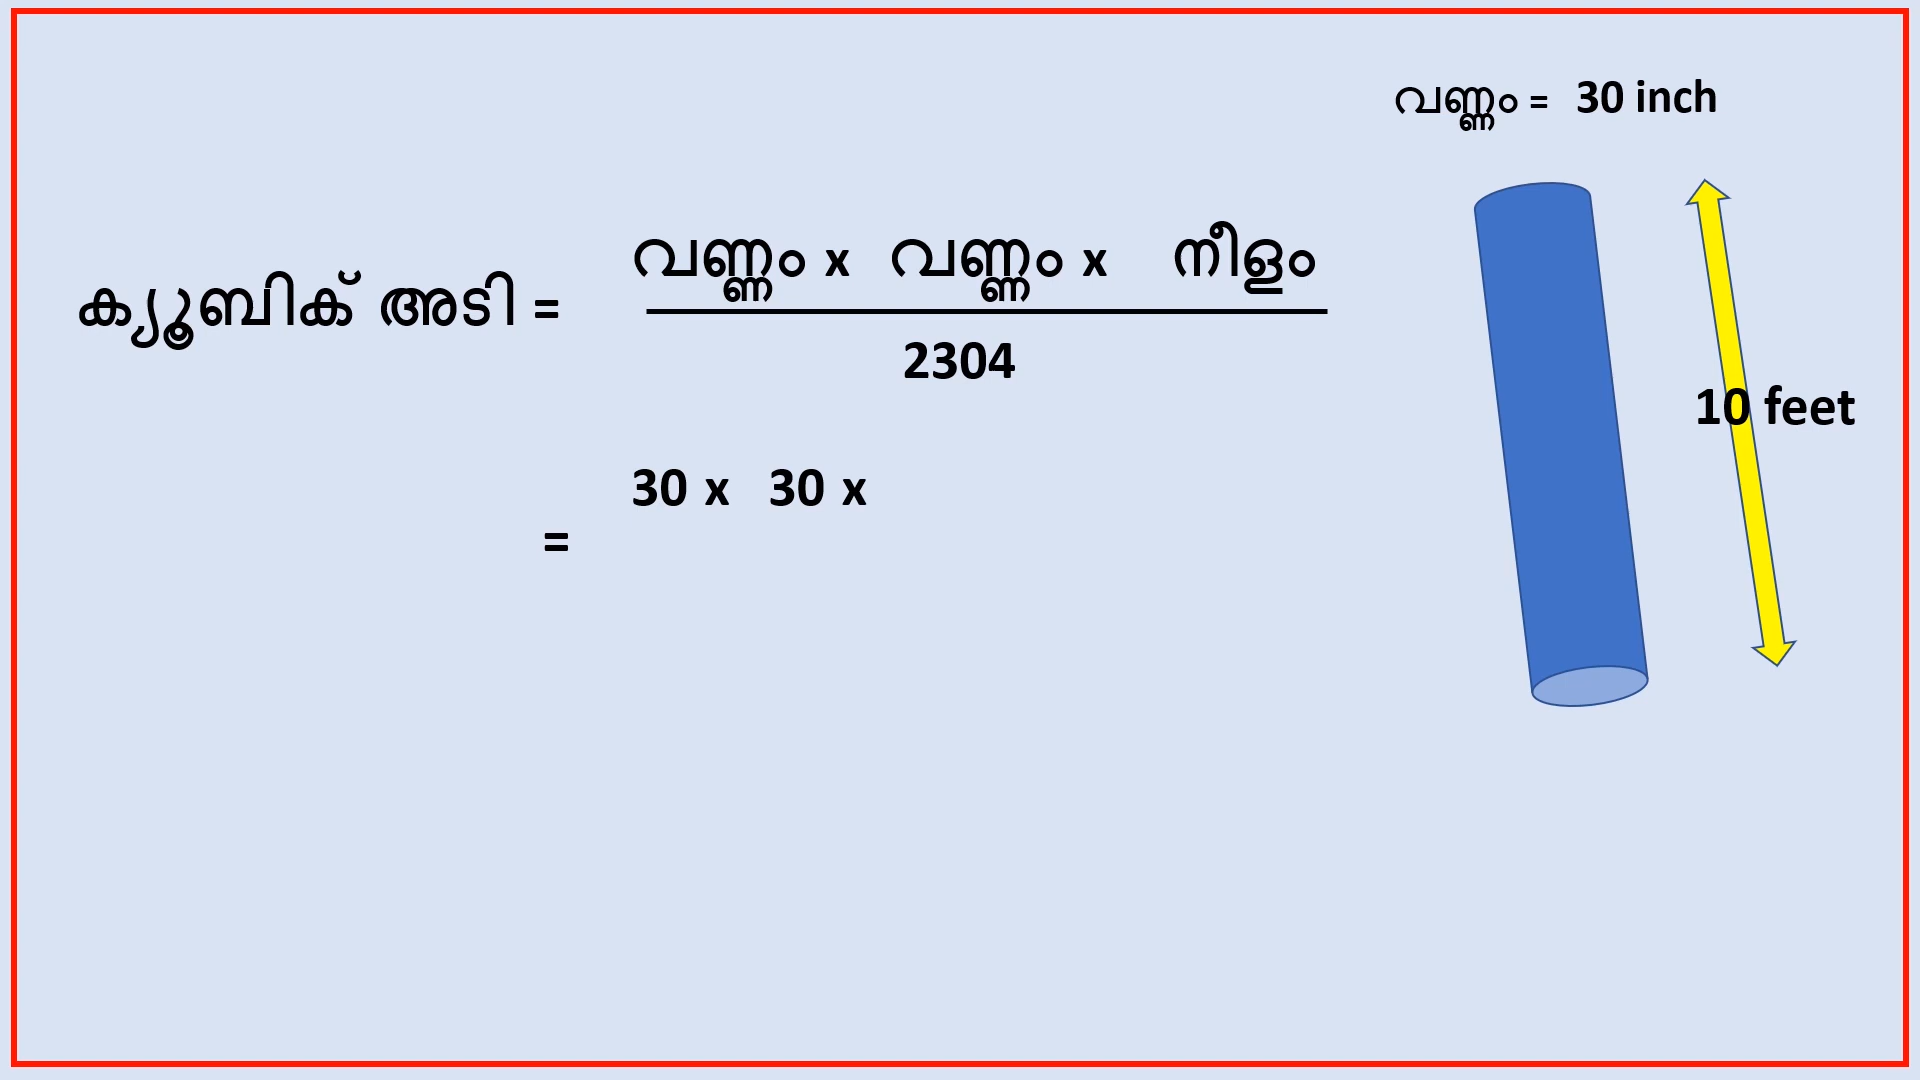 വണ്ണം = 30 inch
വണ്ണം x വണ്ണം x നീളം
ക്യൂബിക് അടി =
2304
10 feet
30 x 30 x
=